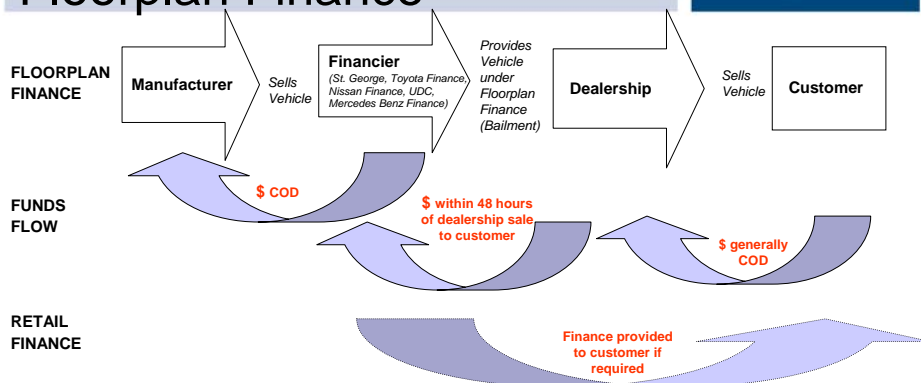 Floorplan Finance
FLOORPLAN
FINANCE
Manufacturer
Sells
Vehicle
Financier
(St. George, Toyota Finance,
Nissan Finance, UDC,
Mercedes Benz Finance)
Provides
Vehicle
under
Floorplan
Finance
(Bailment)
Dealership
Sells
Vehicle
Customer
FUNDS
FLOW
$ COD
$ within 48 hours
of dealership sale
to customer
$ generally
COD
RETAIL
FINANCE
Finance provided
to customer if
required